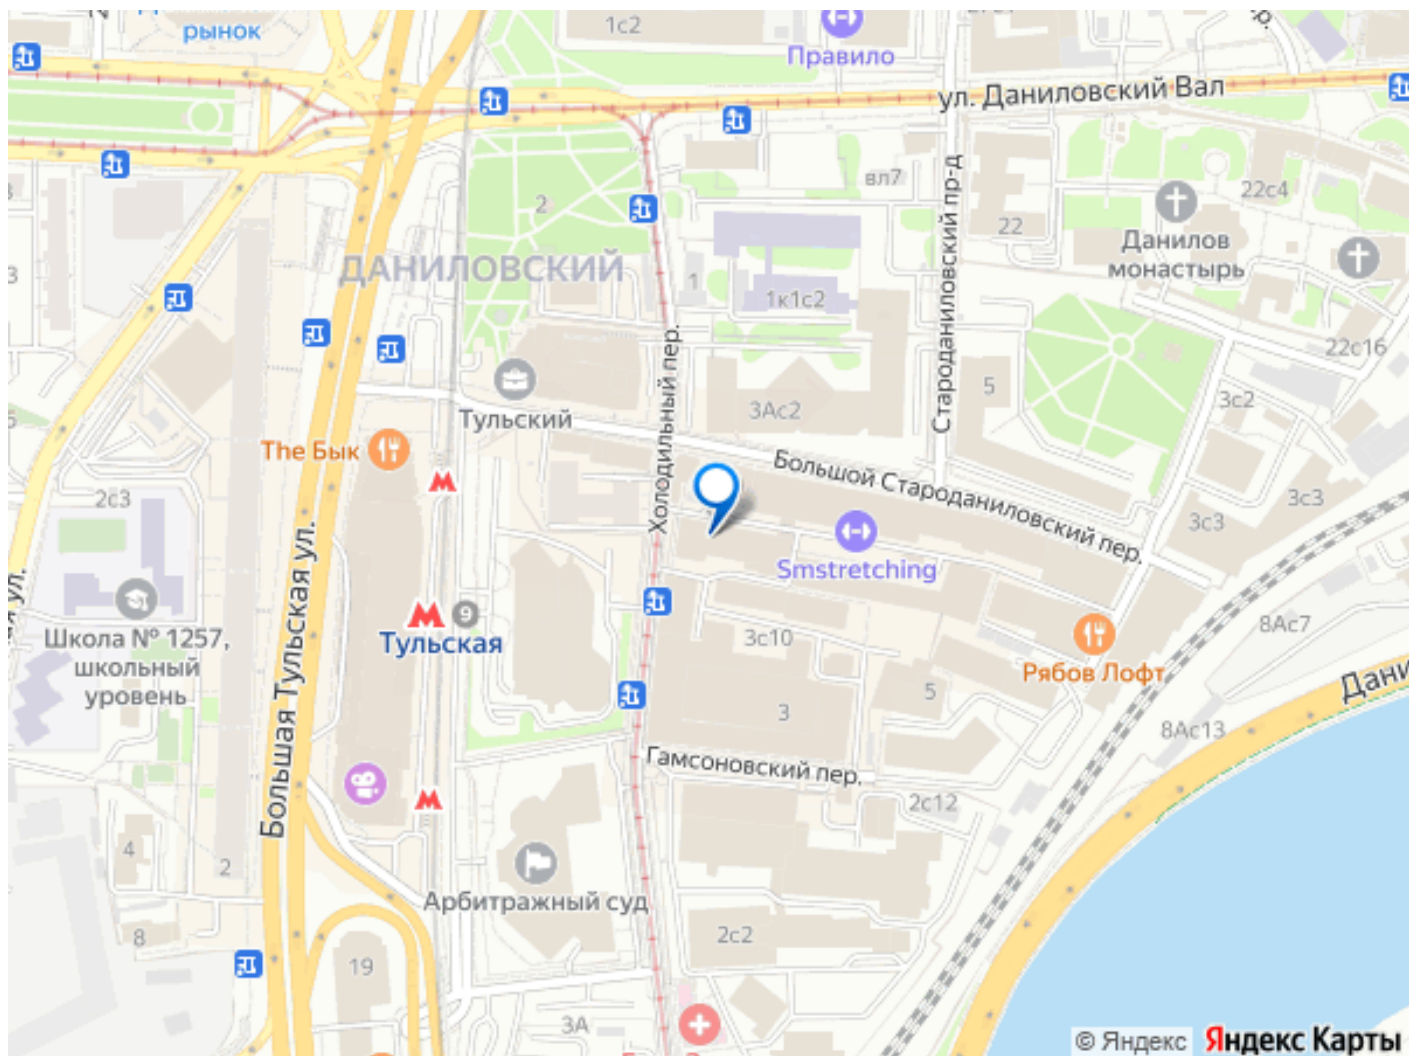 рынок
1с2
Правило
ул. Даниловский Вал
вл7
2
22с4
22
Данилов
монастырь
Староданиловский пр-д
ДАНИЛОВСКИЙ
1
1к1с2
22с16
Холодильный пер.
5
3с2
3Ас2
Тульский
The Бык
Большой Староданиловский пер.
2с3
3с3
3с3
Smstretching
Большая Тульская ул.
ул.
Школа № 1257,
школьный
уровень
9
Тульская
3с10
8Ас7
Рябов Лофт
5
3
Дани
8Ас13
Гамсоновский пер.
2с12
4
2
Арбитражный суд
8
2с2
19
3А
© Яндекс
Яндекс Карты